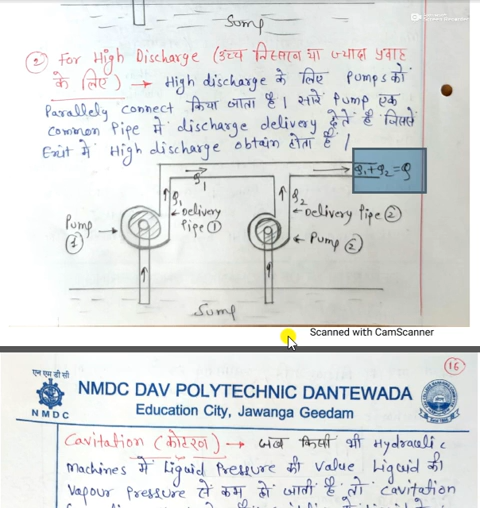 Sump
② For High Discharge (उच्च निस्सरण या ज्यादा प्रवाह
के लिए) → High discharge के लिए Pumps को
Parallely connect किया जाता है। सारे Pump एक
common Pipe में discharge delivery देते हैं जिससे
Exit में High discharge obtain होता है।
Q₁
Q₁+Q₂=Q
Q₁
Q₂
Pump ①
Delivery Pipe ①
Delivery Pipe ②
Pump ②
Sump
Scanned with CamScanner
16
एन एम डी सी
NMDC
NMDC DAV POLYTECHNIC DANTEWADA
Education City, Jawanga Geedam
Cavitation (कोटरन) → जब किसी भी Hydraulic
machines में Liquid Pressure की value Liquid की
Vapour Pressure से कम हो जाती है तो cavitation